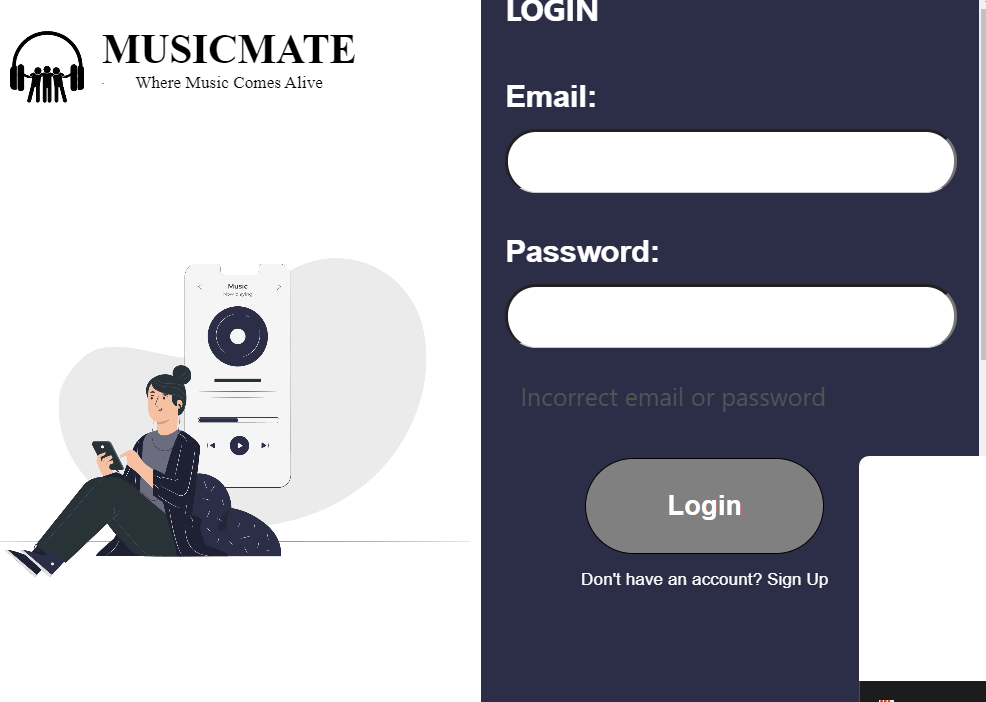 MUSICMATE
Where Music Comes Alive
Music
Now playing
LOGIN
Email:
Password:
Incorrect email or password
Login
Don't have an account? Sign Up